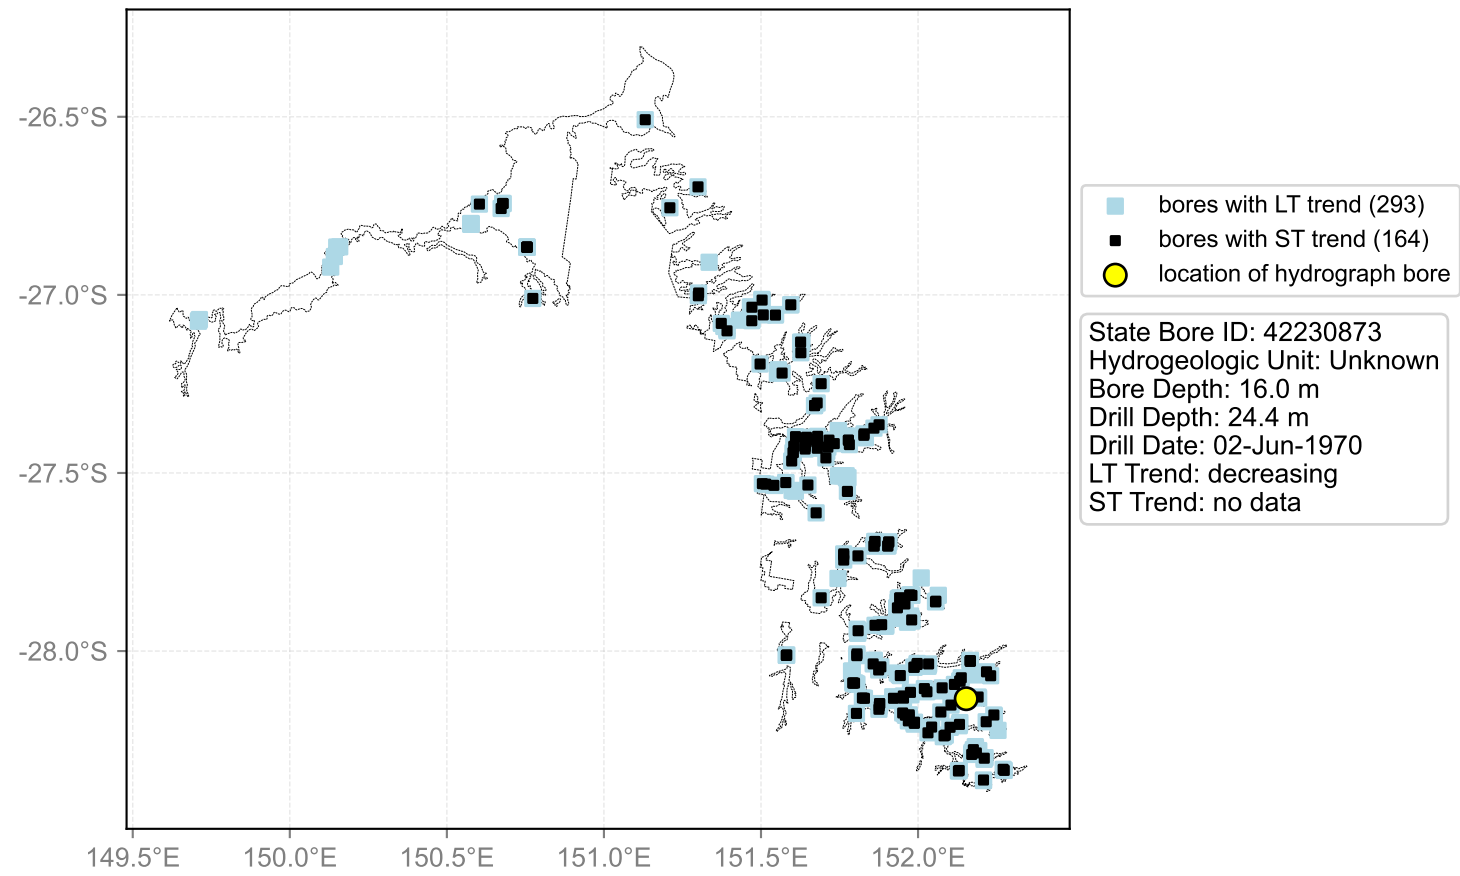 -26.5°S
-27.0°S
-27.5°S
-28.0°S
149.5°E
150.0°E
150.5°E
151.0°E
151.5°E
152.0°E
bores with LT trend (293)
bores with ST trend (164)
location of hydrograph bore
State Bore ID: 42230873
Hydrogeologic Unit: Unknown
Bore Depth: 16.0 m
Drill Depth: 24.4 m
Drill Date: 02-Jun-1970
LT Trend: decreasing
ST Trend: no data